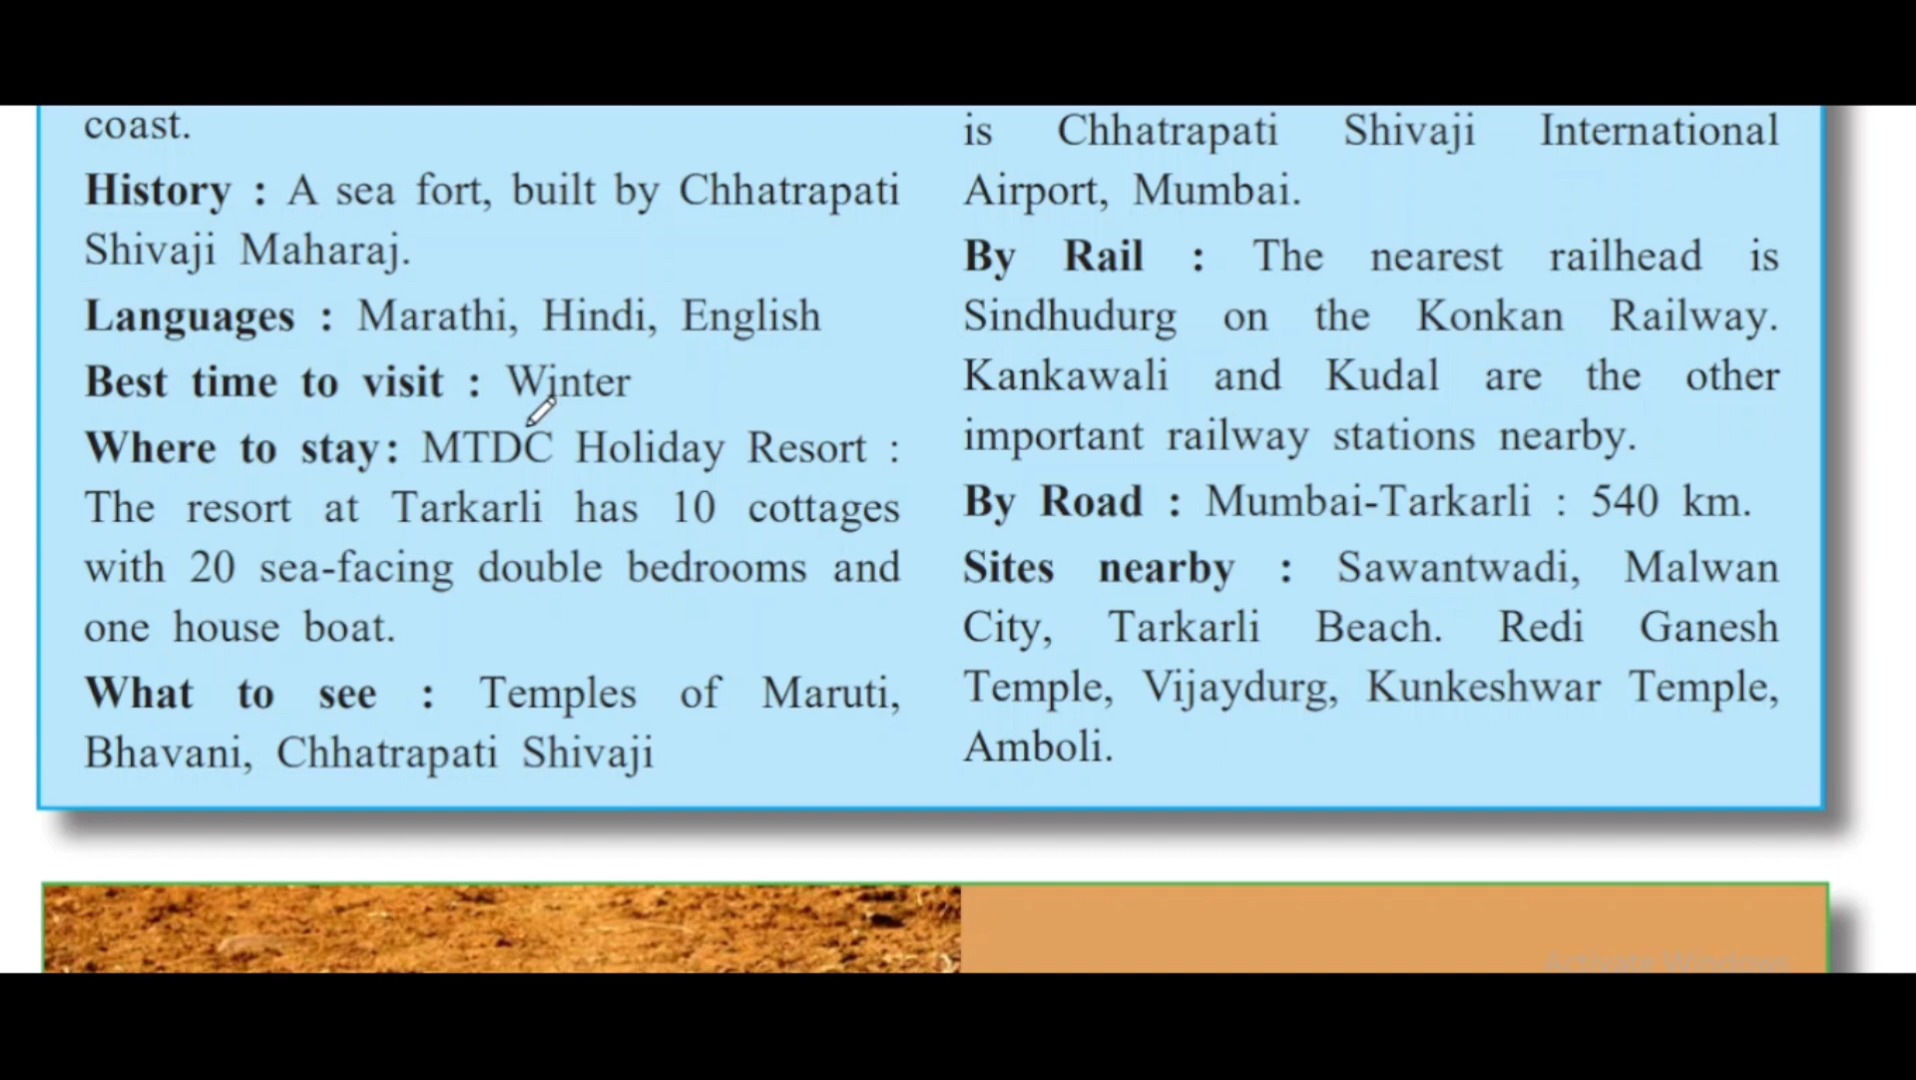 coast.
History : A sea fort, built by Chhatrapati
Shivaji Maharaj.
Languages : Marathi, Hindi, English
Best time to visit : Winter
Where to stay: MTDC Holiday Resort :
The resort at Tarkarli has 10 cottages
with 20 sea-facing double bedrooms and
one house boat.
What to see : Temples of Maruti,
Bhavani, Chhatrapati Shivaji
is Chhatrapati Shivaji International
Airport, Mumbai.
By Rail : The nearest railhead is
Sindhudurg on the Konkan Railway.
Kankawali and Kudal are the other
important railway stations nearby.
By Road : Mumbai-Tarkarli : 540 km.
Sites nearby : Sawantwadi, Malwan
City, Tarkarli Beach. Redi Ganesh
Temple, Vijaydurg, Kunkeshwar Temple,
Amboli.
Activate Windows